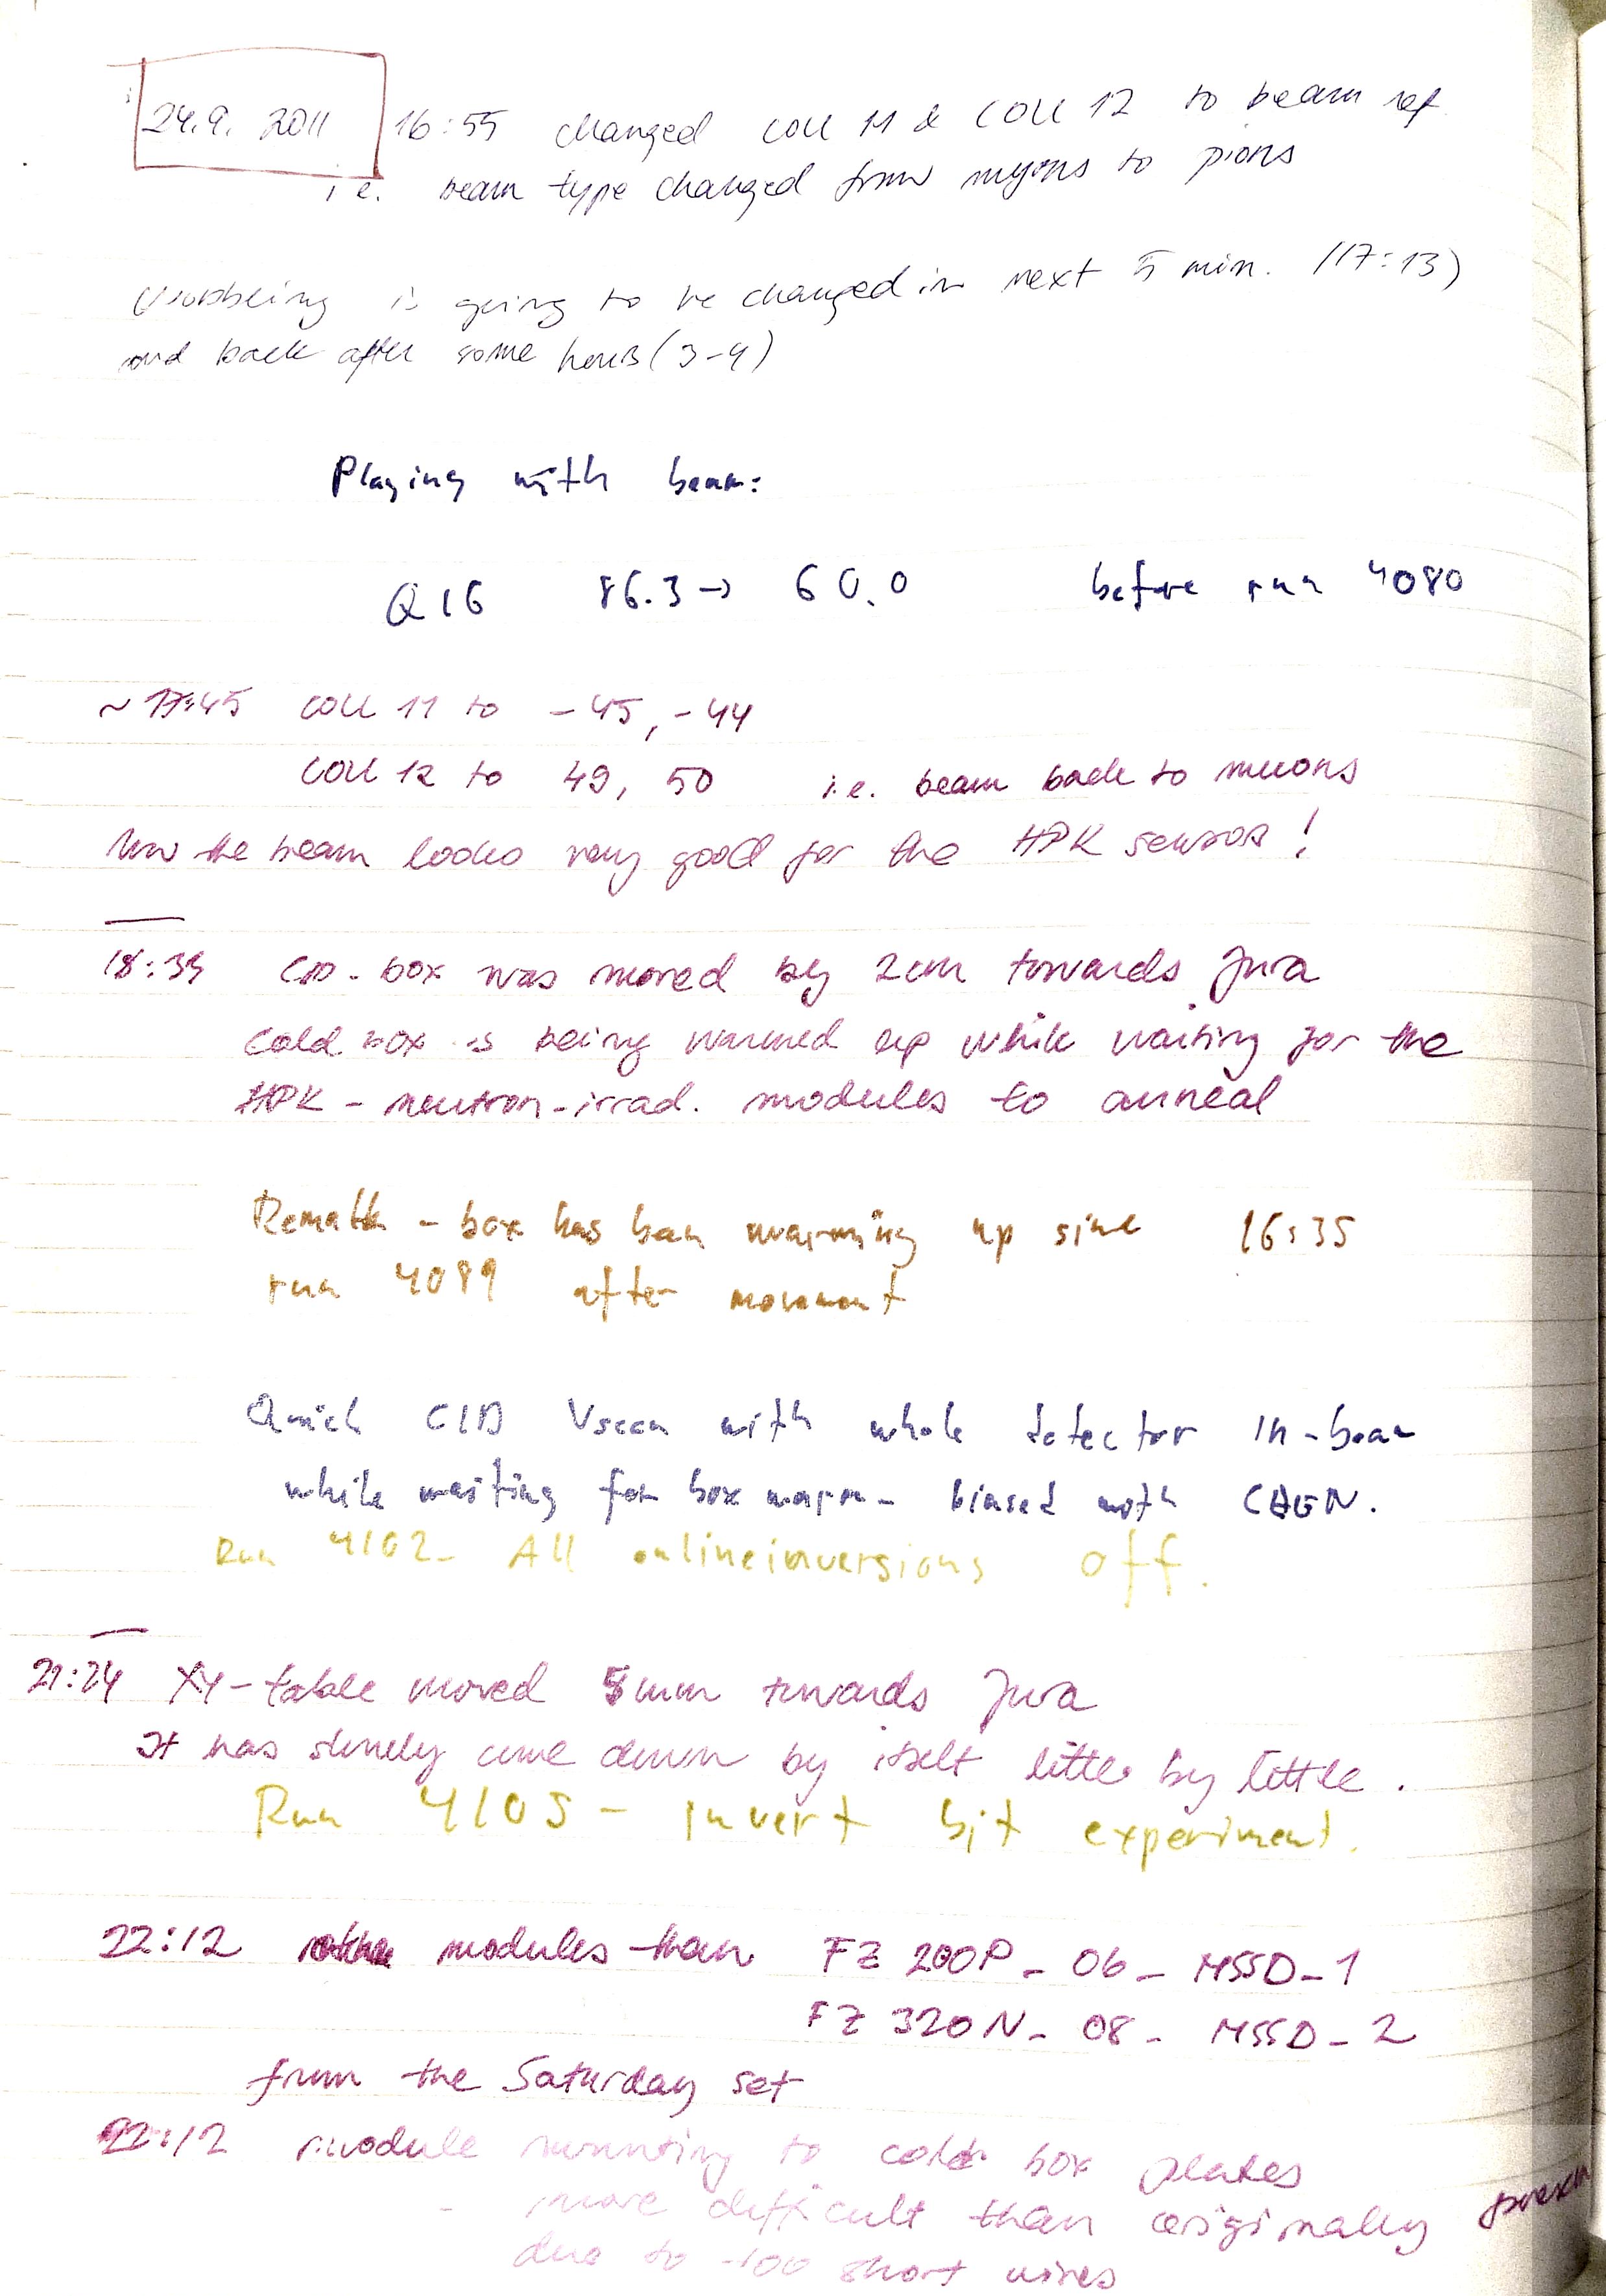 24.9. 2011 16:55 changed COLL 11 & COLL 12 to beam ref.
i.e. beam type changed from myons to pions
is going to be changed in next 5 min. (17:13)
and back after some hours (3-4)
Playing with beam:
Q16 86.3 → 60.0 before run 4080
~ 17:45 COLL 11 to -45, -44
COLL 12 to 49, 50 i.e. beam back to muons
Now the beam looks very good for the HPK sensors!
18:39 CID-box was moved by 2cm towards Jura
Cold box is being warmed up while waiting for the
HPK-neutron-irrad. modules to anneal
Remark - box has been warming up since 16:35
run 4089 after movement
Quick CID Vscan with whole detector in-beam
while waiting for box warm - biased with CAEN.
Run 4102 - All onlineinversions off.
21:24 XY-table moved 5mm towards Jura
It has slowly come down by itself little by little.
Run 4105 - invert bit experiment.
22:12 modules than FZ 200P - 06 - MSSD - 1
FZ 320N - 08 - MSSD - 2
from the Saturday set
22:12 module mounting to cold box plates
- more difficult than originally
due to too short wires